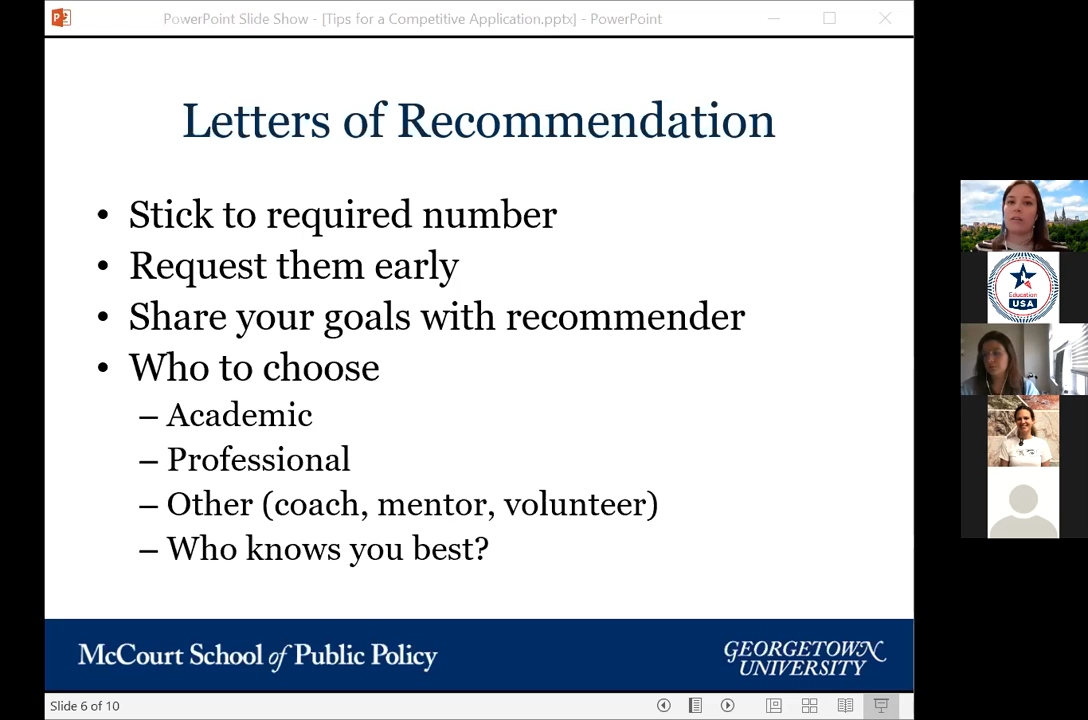 PowerPoint Slide Show - [Tips for a Competitive Application.pptx] - PowerPoint
Letters of Recommendation
• Stick to required number
• Request them early
• Share your goals with recommender
• Who to choose
– Academic
– Professional
– Other (coach, mentor, volunteer)
– Who knows you best?
McCourt School of Public Policy
GEORGETOWN
UNIVERSITY
Slide 6 of 10
Education
USA